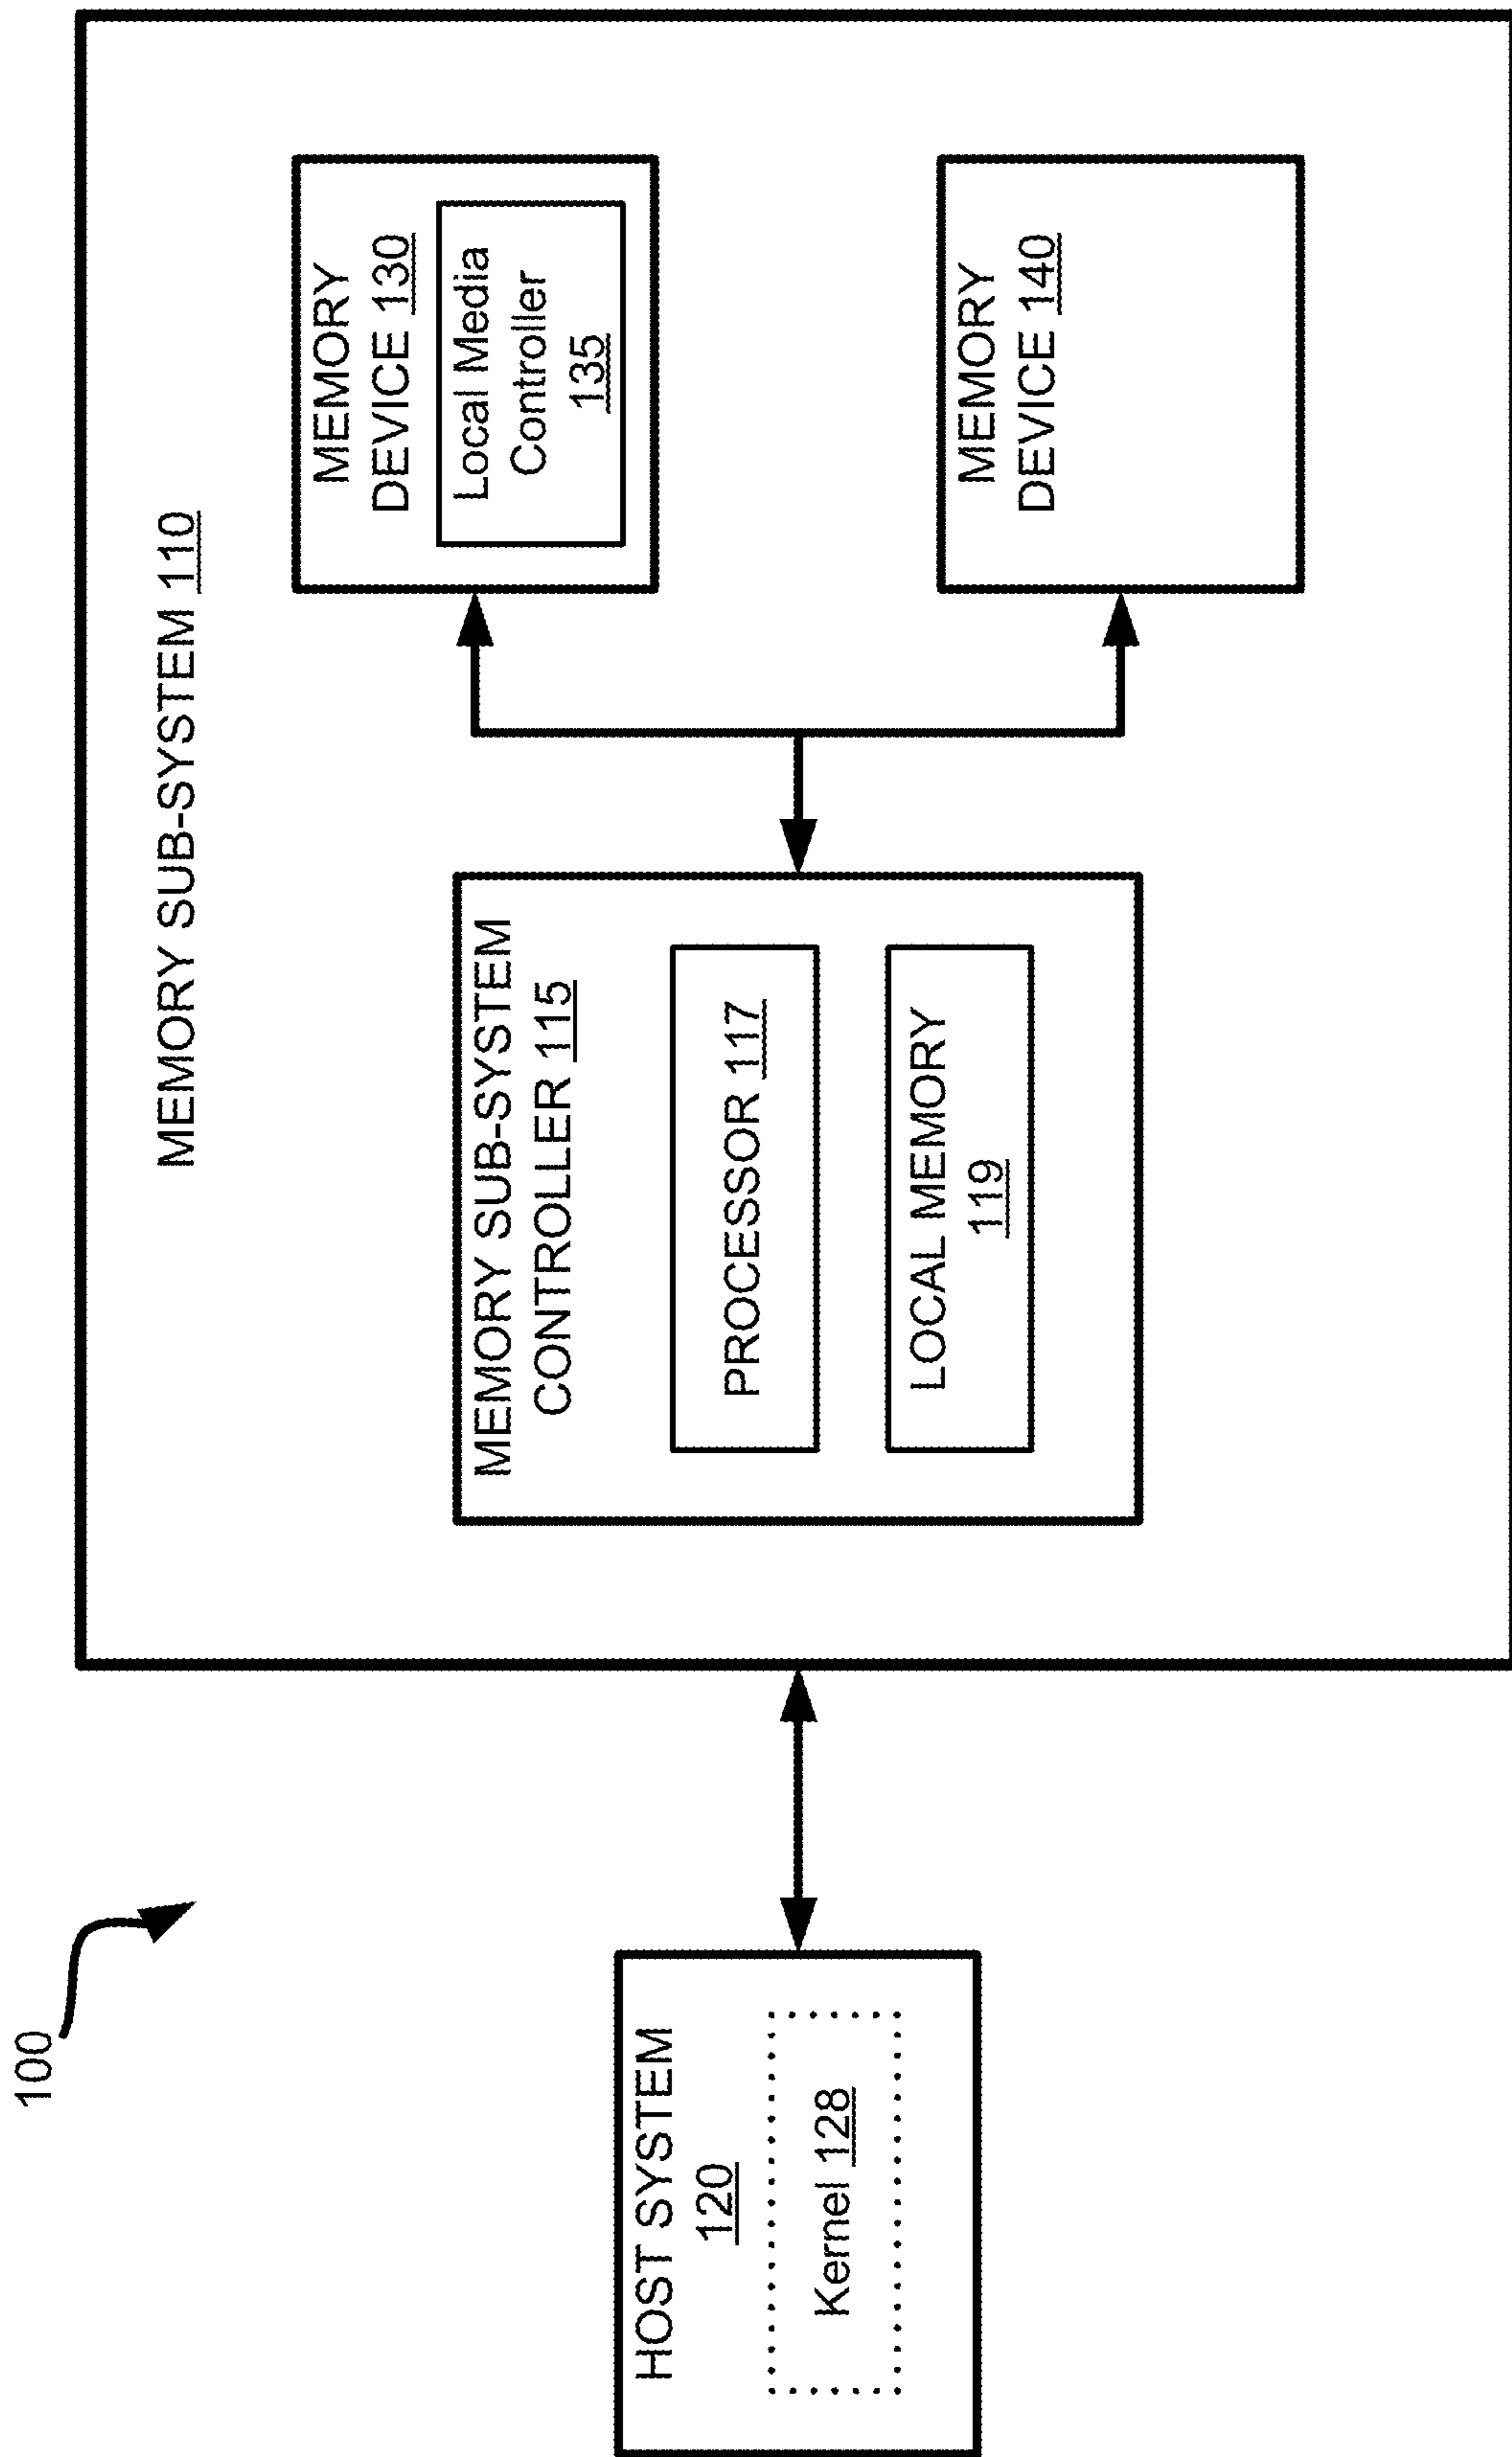 100
HOST SYSTEM
120
Kernel 128
MEMORY SUB-SYSTEM 110
MEMORY SUB-SYSTEM
CONTROLLER 115
PROCESSOR 117
LOCAL MEMORY
119
MEMORY
DEVICE 130
Local Media
Controller
135
MEMORY
DEVICE 140